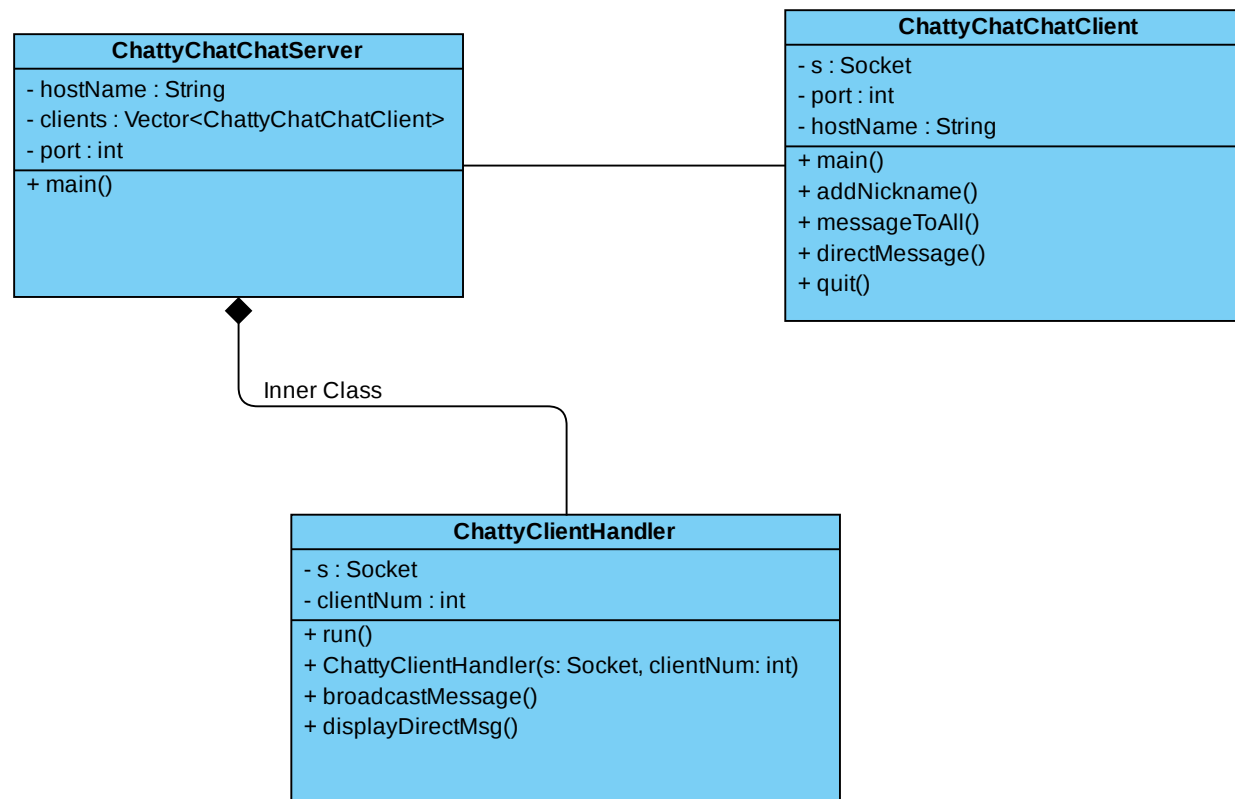 ChattyChatChatServer
- hostName : String
- clients : Vector<ChattyChatChatClient>
- port : int
+ main()
ChattyChatChatClient
- s : Socket
- port : int
- hostName : String
+ main()
+ addNickname()
+ messageToAll()
+ directMessage()
+ quit()
Inner Class
ChattyClientHandler
- s : Socket
- clientNum : int
+ run()
+ ChattyClientHandler(s: Socket, clientNum: int)
+ broadcastMessage()
+ displayDirectMsg()